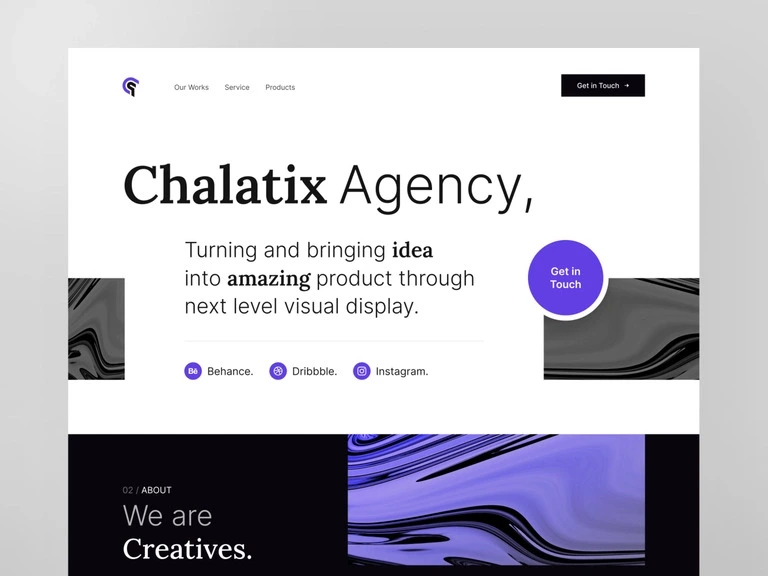 Our Works Service Products
Get in Touch →
Chalatix Agency,
Turning and bringing idea
into amazing product through
next level visual display.
Get in
Touch
Bē Behance. Dribbble. Instagram.
02 / ABOUT
We are
Creatives.